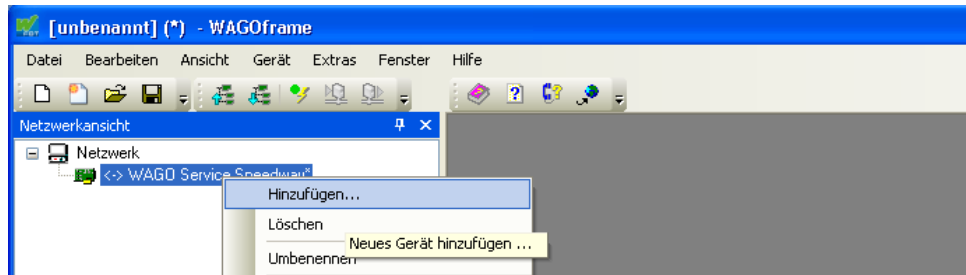 [unbenannt] (*) - WAGOframe
Datei Bearbeiten Ansicht Gerät Extras Fenster Hilfe
Netzwerkansicht
Netzwerk
<-> WAGO Service Speedway*
Hinzufügen...
Löschen
Neues Gerät hinzufügen ...
Umbenennen